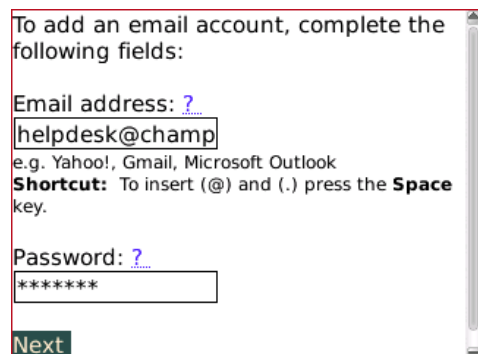 To add an email account, complete the
following fields:
Email address: ?
helpdesk@champ
e.g. Yahoo!, Gmail, Microsoft Outlook
Shortcut: To insert (@) and (.) press the Space
key.
Password: ?
*******
Next